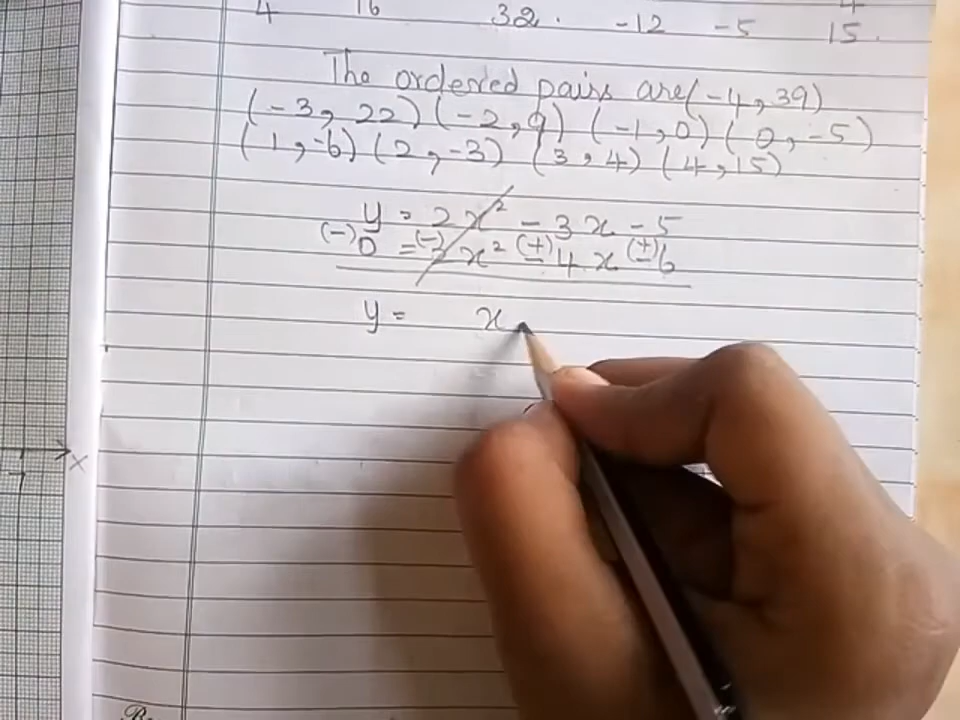 4 16 32. -12 -5 15.
The ordered pairs are (-4, 39)
(-3, 22) (-2, 9) (-1, 0) (0, -5)
(1, -6) (2, -3) (3, 4) (4, 15)
y = 2x² - 3x - 5
(-) 0 = (-) 2x² (+) - 4x (+) - 6
y = x
X